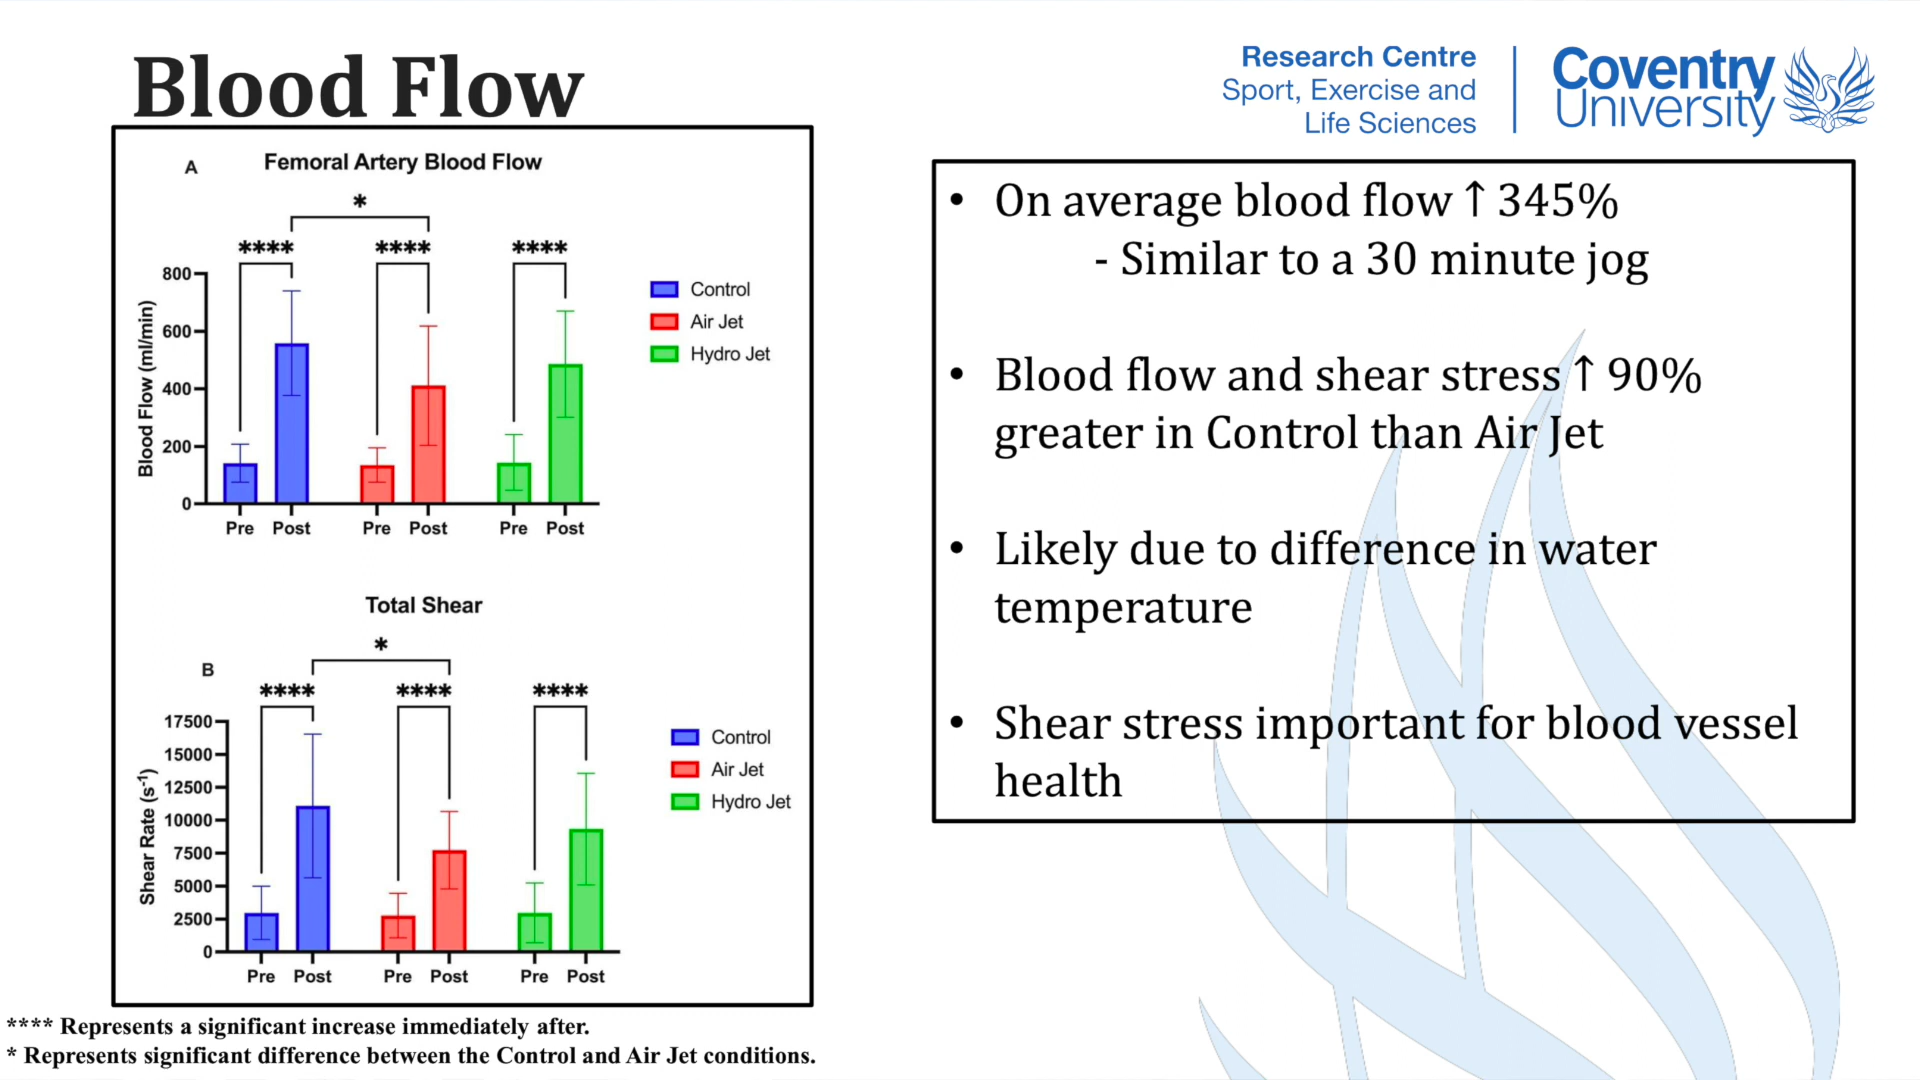 Blood Flow
Research Centre
Sport, Exercise and
Life Sciences
Coventry
University
A
Femoral Artery Blood Flow
*
**** **** ****
Blood Flow (ml/min)
800
600
400
200
0
Pre Post Pre Post Pre Post
Control
Air Jet
Hydro Jet
Total Shear
B
*
**** **** ****
Shear Rate (s-1)
17500
15000
12500
10000
7500
5000
2500
0
Pre Post Pre Post Pre Post
Control
Air Jet
Hydro Jet
**** Represents a significant increase immediately after.
* Represents significant difference between the Control and Air Jet conditions.
• On average blood flow ↑ 345%
- Similar to a 30 minute jog
• Blood flow and shear stress ↑ 90%
greater in Control than Air Jet
• Likely due to difference in water
temperature
• Shear stress important for blood vessel
health